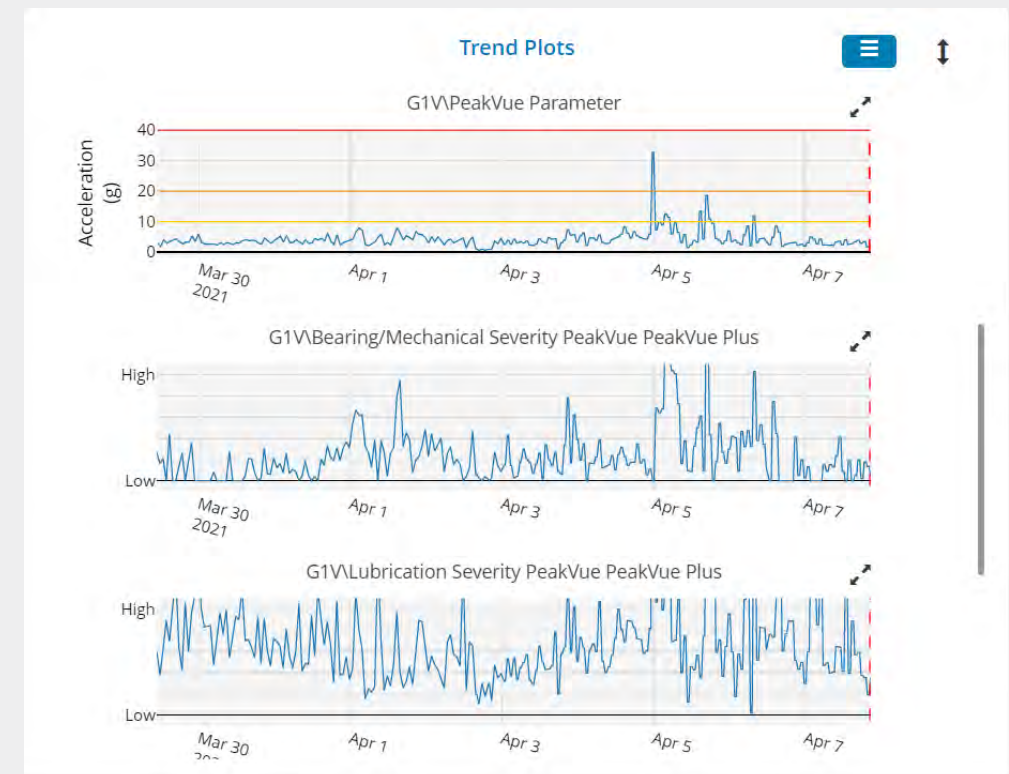 Trend Plots
G1V\PeakVue Parameter
Acceleration
(g)
40
30
20
10
0
Mar 30
2021
Apr 1
Apr 3
Apr 5
Apr 7
G1V\Bearing/Mechanical Severity PeakVue PeakVue Plus
High
Low
Mar 30
2021
Apr 1
Apr 3
Apr 5
Apr 7
G1V\Lubrication Severity PeakVue PeakVue Plus
High
Low
Mar 30
Apr 1
Apr 3
Apr 5
Apr 7